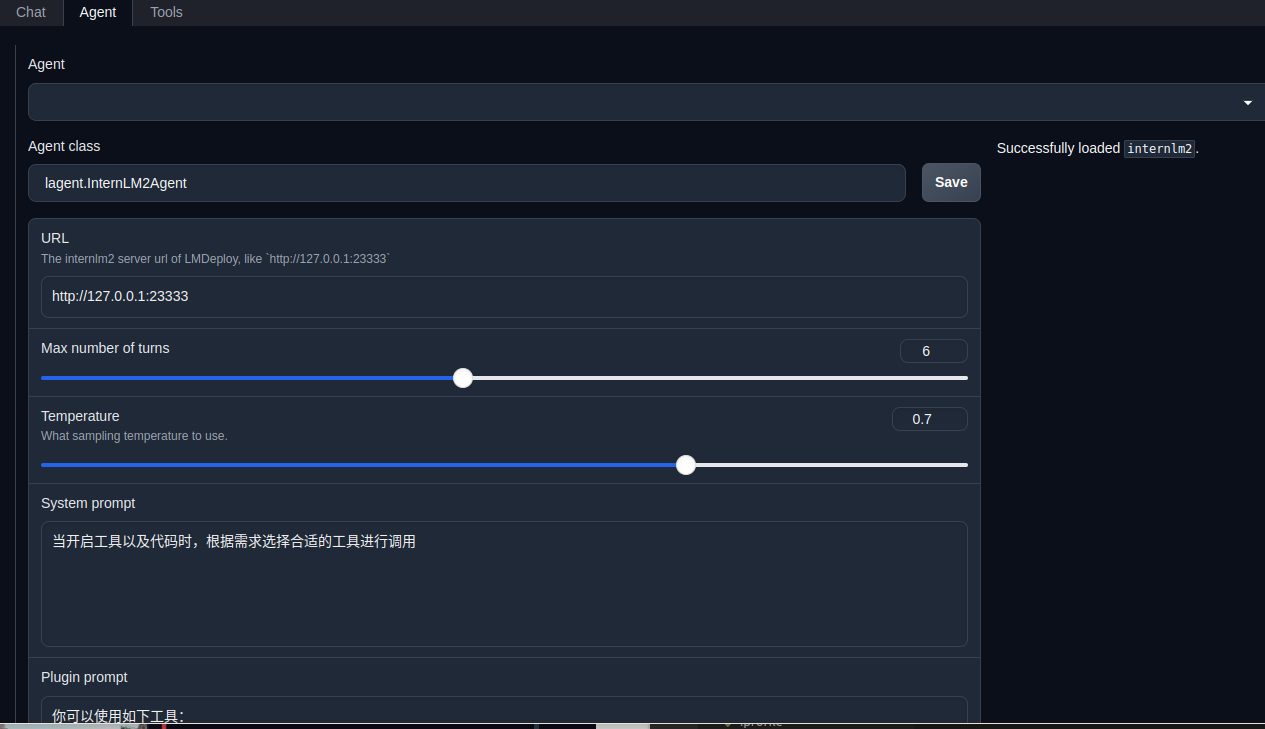 Chat Agent Tools
Agent
Agent class
Successfully loaded internlm2.
lagent.InternLM2Agent
Save
URL
The internlm2 server url of LMDeploy, like `http://127.0.0.1:23333`
http://127.0.0.1:23333
Max number of turns
6
Temperature
0.7
What sampling temperature to use.
System prompt
当开启工具以及代码时，根据需求选择合适的工具进行调用
Plugin prompt
你可以使用如下工具：